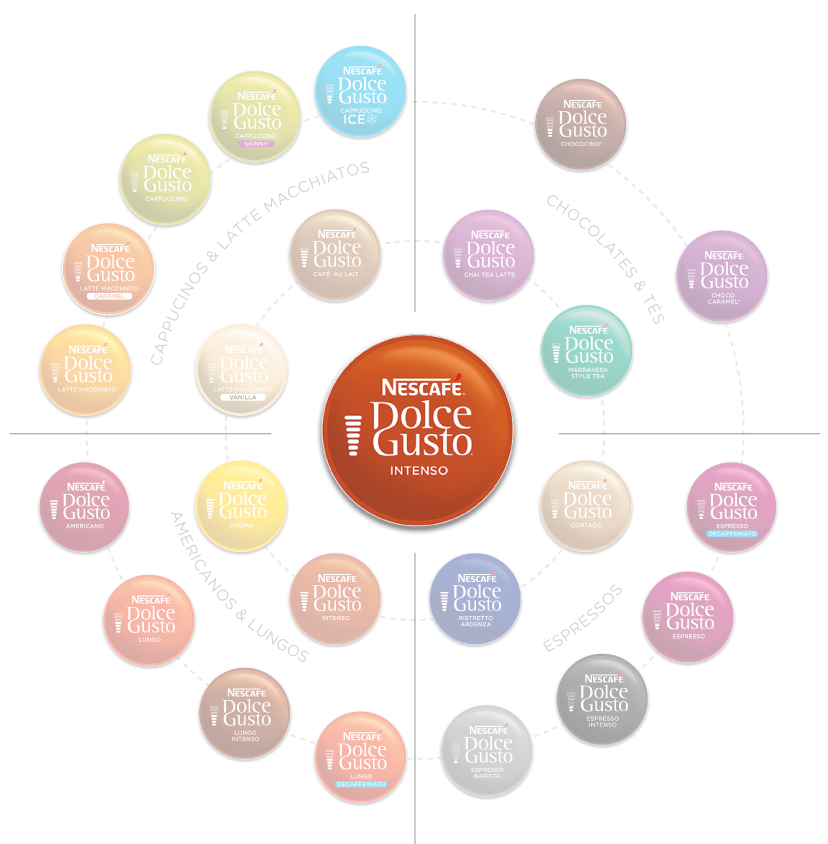 NESCAFÉ
Dolce
Gusto
CAPPUCCINO
ICE
NESCAFÉ
Dolce
Gusto
CAPPUCCINO
SKINNY
NESCAFÉ
Dolce
Gusto
CHOCOCINO
NESCAFÉ
Dolce
Gusto
CAPPUCCINO
CAPPUCINOS & LATTE MACCHIATOS
CHOCOLATES & TÉS
NESCAFÉ
Dolce
Gusto
LATTE MACCHIATO
CARAMEL
NESCAFÉ
Dolce
Gusto
CAFÉ AU LAIT
NESCAFÉ
Dolce
Gusto
CHAI TEA LATTE
NESCAFÉ
Dolce
Gusto
CHOCO
CARAMEL
NESCAFÉ
Dolce
Gusto
LATTE MACCHIATO
NESCAFÉ
Dolce
Gusto
LATTE MACCHIATO
VANILLA
NESCAFÉ
Dolce
Gusto
MARRAKESH
STYLE TEA
NESCAFÉ
Dolce
Gusto
INTENSO
NESCAFÉ
Dolce
Gusto
AMERICANO
NESCAFÉ
Dolce
Gusto
AROMA
NESCAFÉ
Dolce
Gusto
CORTADO
NESCAFÉ
Dolce
Gusto
ESPRESSO
DECAFFEINATO
AMERICANOS & LUNGOS
ESPRESSOS
NESCAFÉ
Dolce
Gusto
LUNGO
NESCAFÉ
Dolce
Gusto
INTENSO
NESCAFÉ
Dolce
Gusto
RISTRETTO
ARDENZA
NESCAFÉ
Dolce
Gusto
ESPRESSO
NESCAFÉ
Dolce
Gusto
LUNGO
INTENSO
NESCAFÉ
Dolce
Gusto
ESPRESSO
INTENSO
NESCAFÉ
Dolce
Gusto
LUNGO
DECAFFEINATO
NESCAFÉ
Dolce
Gusto
ESPRESSO
BARISTA